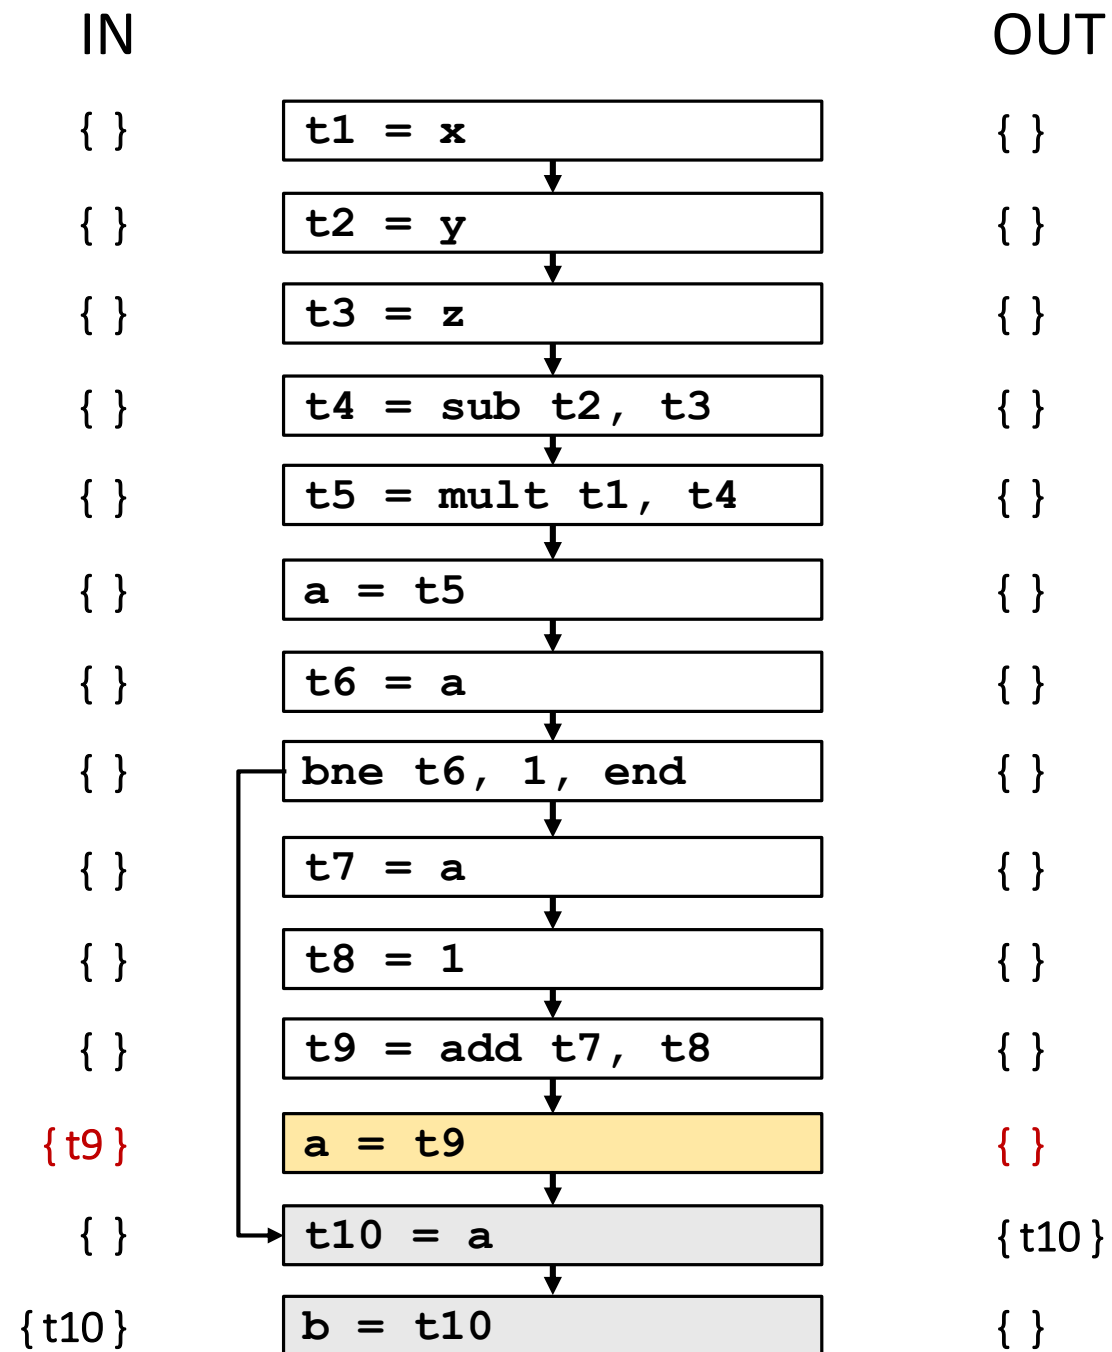 IN OUT
{ } t1 = x { }
{ } t2 = y { }
{ } t3 = z { }
{ } t4 = sub t2, t3 { }
{ } t5 = mult t1, t4 { }
{ } a = t5 { }
{ } t6 = a { }
{ } bne t6, 1, end { }
{ } t7 = a { }
{ } t8 = 1 { }
{ } t9 = add t7, t8 { }
{ t9 } a = t9 { }
{ } t10 = a { t10 }
{ t10 } b = t10 { }